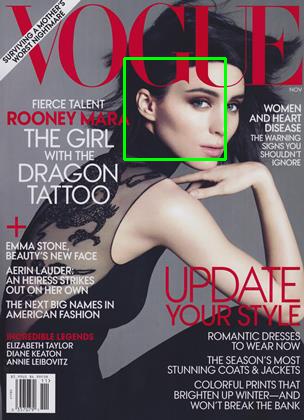 SURVIVING A MOTHER'S
WORST NIGHTMARE
VOGUE
NOV
FIERCE TALENT
ROONEY MARA
THE GIRL
WITH THE
DRAGON
TATTOO
WOMEN
AND HEART
DISEASE
THE WARNING
SIGNS YOU
SHOULDN'T
IGNORE
+
EMMA STONE,
BEAUTY'S NEW FACE
AERIN LAUDER:
AN HEIRESS STRIKES
OUT ON HER OWN
THE NEXT BIG NAMES IN
AMERICAN FASHION
INCREDIBLE LEGENDS
ELIZABETH TAYLOR
DIANE KEATON
ANNIE LEIBOVITZ
UPDATE
YOUR STYLE
ROMANTIC DRESSES
TO WEAR NOW
THE SEASON'S MOST
STUNNING COATS & JACKETS
COLORFUL PRINTS THAT
BRIGHTEN UP WINTER—AND
WON'T BREAK THE BANK
11>